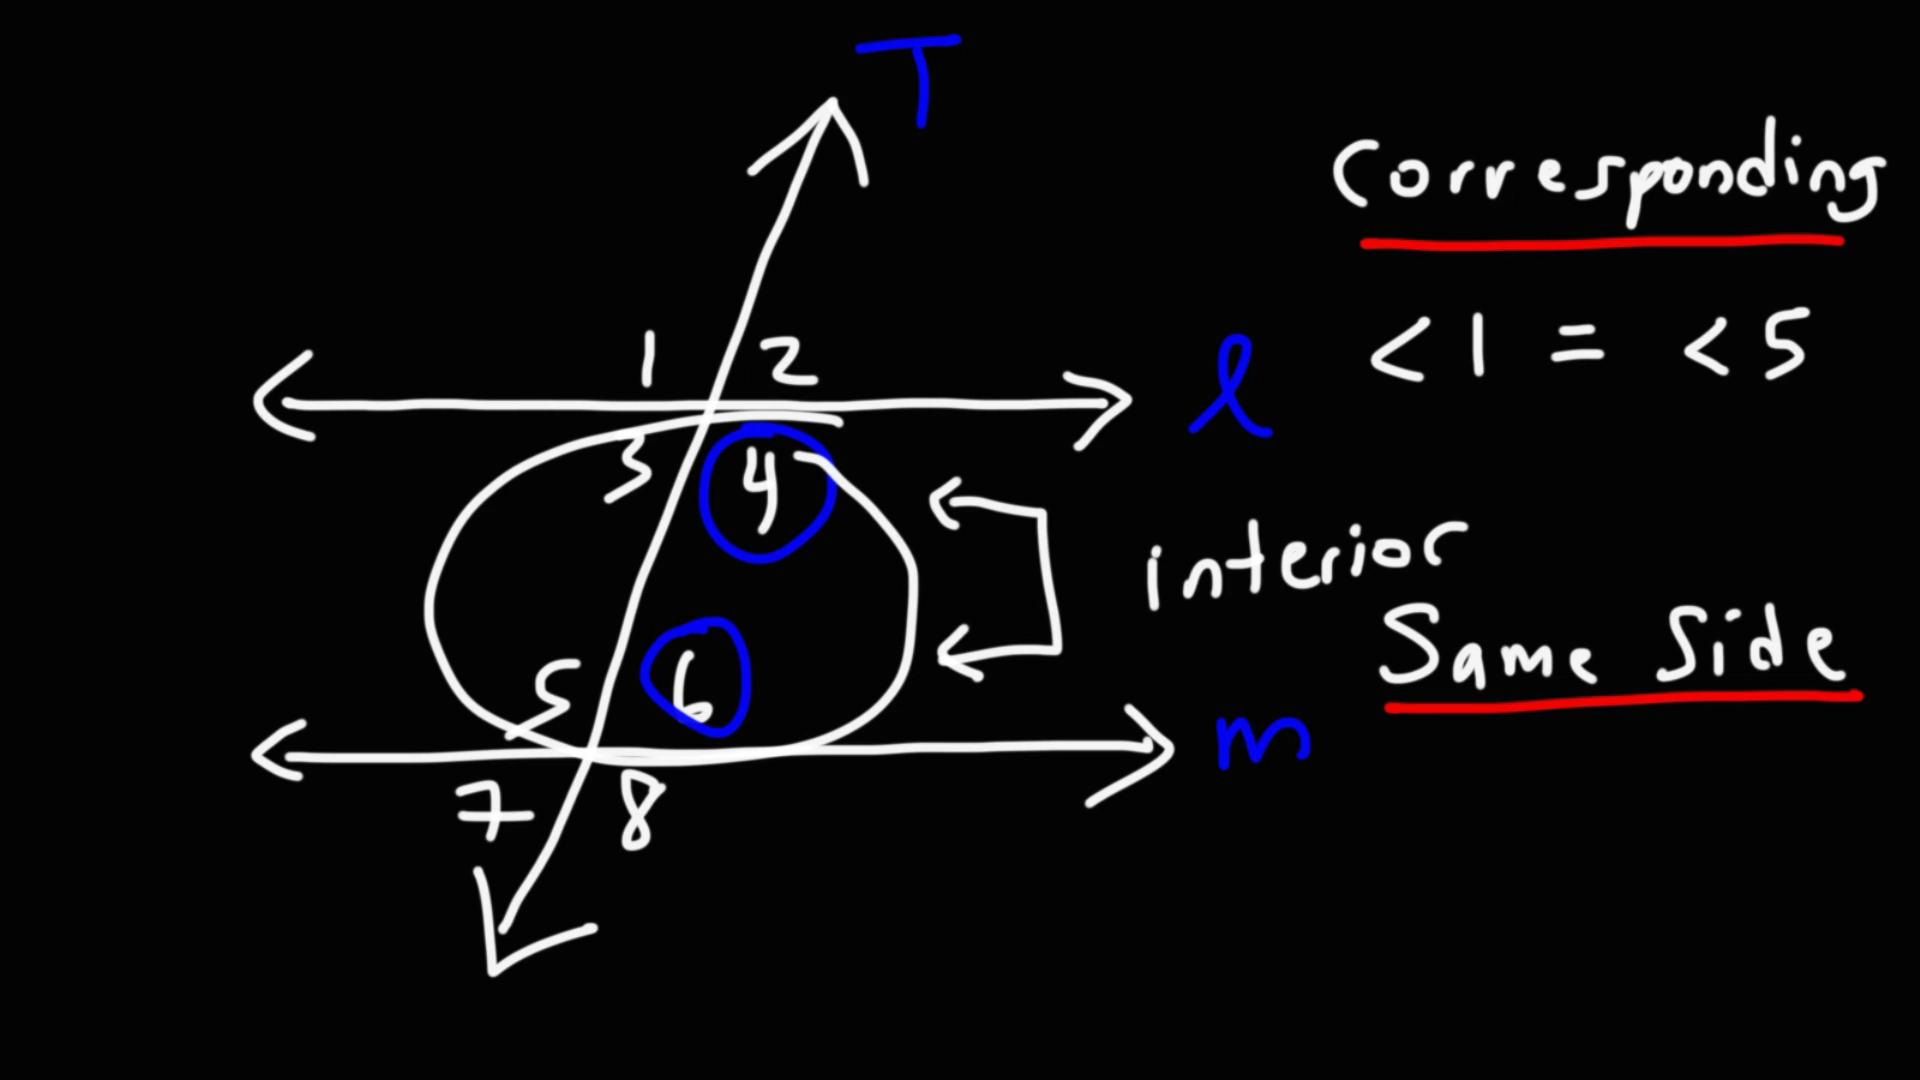 T
Corresponding
1 2
l
< 1 = < 5
3 4
interior
5 6
Same Side
m
7 8